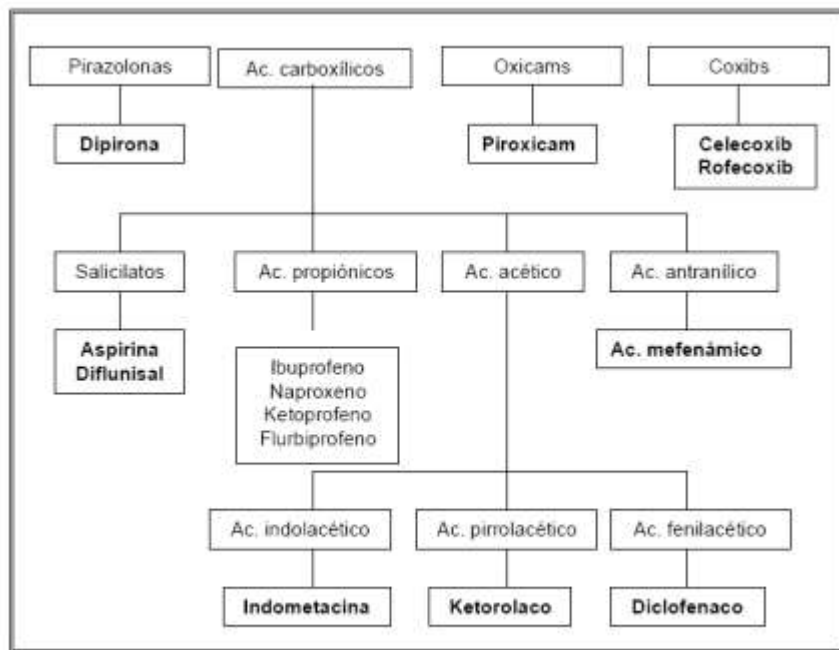 Pirazolonas
Ac. carboxílicos
Oxicams
Coxibs
Dipirona
Piroxicam
Celecoxib
Rofecoxib
Salicilatos
Ac. propiónicos
Ac. acético
Ac. antranílico
Aspirina
Diflunisal
Ibuprofeno
Naproxeno
Ketoprofeno
Flurbiprofeno
Ac. mefenámico
Ac. indolacético
Ac. pirrolacético
Ac. fenilacético
Indometacina
Ketorolaco
Diclofenaco